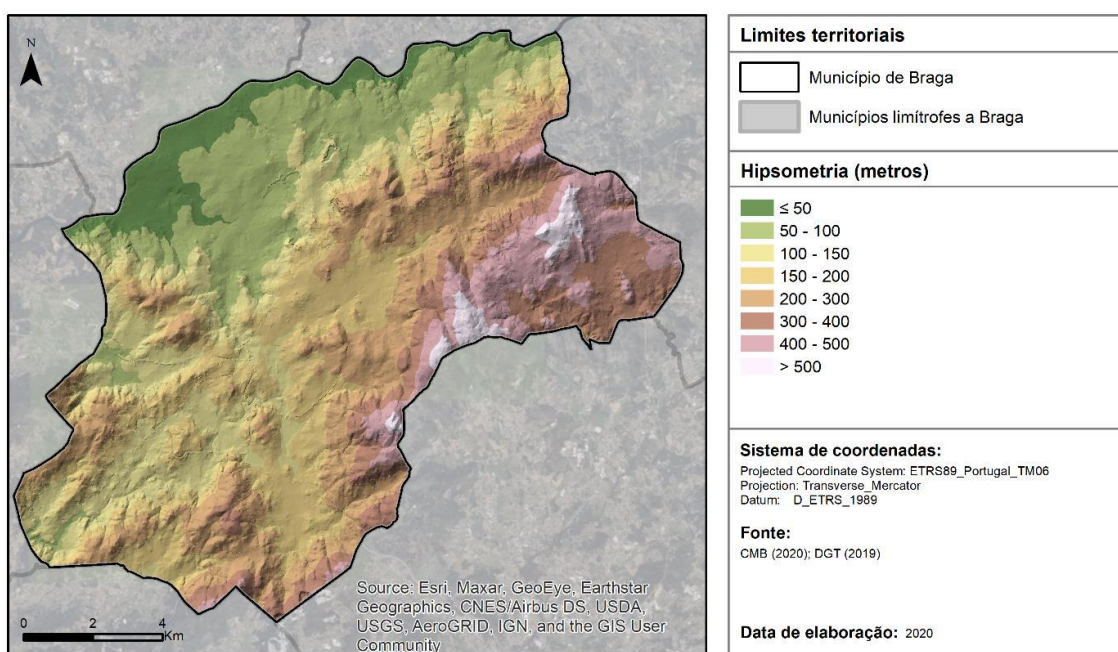 N
Source: Esri, Maxar, GeoEye, Earthstar
Geographics, CNES/Airbus DS, USDA,
USGS, AeroGRID, IGN, and the GIS User
Community
0 2 4
Km
Limites territoriais
Município de Braga
Municípios limítrofes a Braga
Hipsometria (metros)
≤ 50
50 - 100
100 - 150
150 - 200
200 - 300
300 - 400
400 - 500
> 500
Sistema de coordenadas:
Projected Coordinate System: ETRS89_Portugal_TM06
Projection: Transverse_Mercator
Datum: D_ETRS_1989
Fonte:
CMB (2020); DGT (2019)
Data de elaboração: 2020